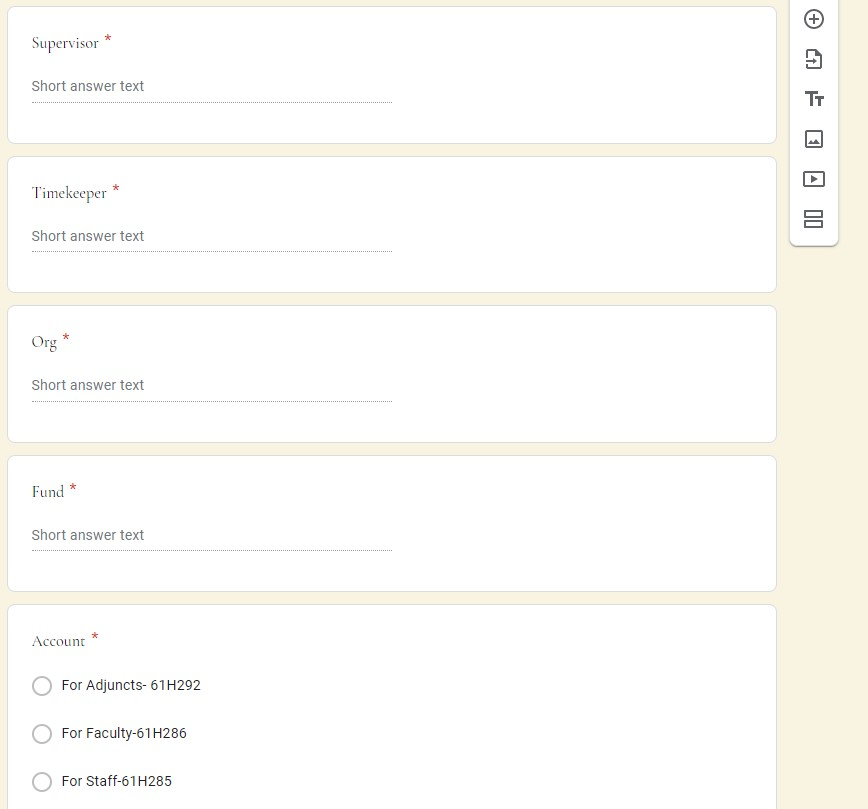 Supervisor *
Short answer text
Timekeeper *
Short answer text
Org *
Short answer text
Fund *
Short answer text
Account *
For Adjuncts- 61H292
For Faculty-61H286
For Staff-61H285